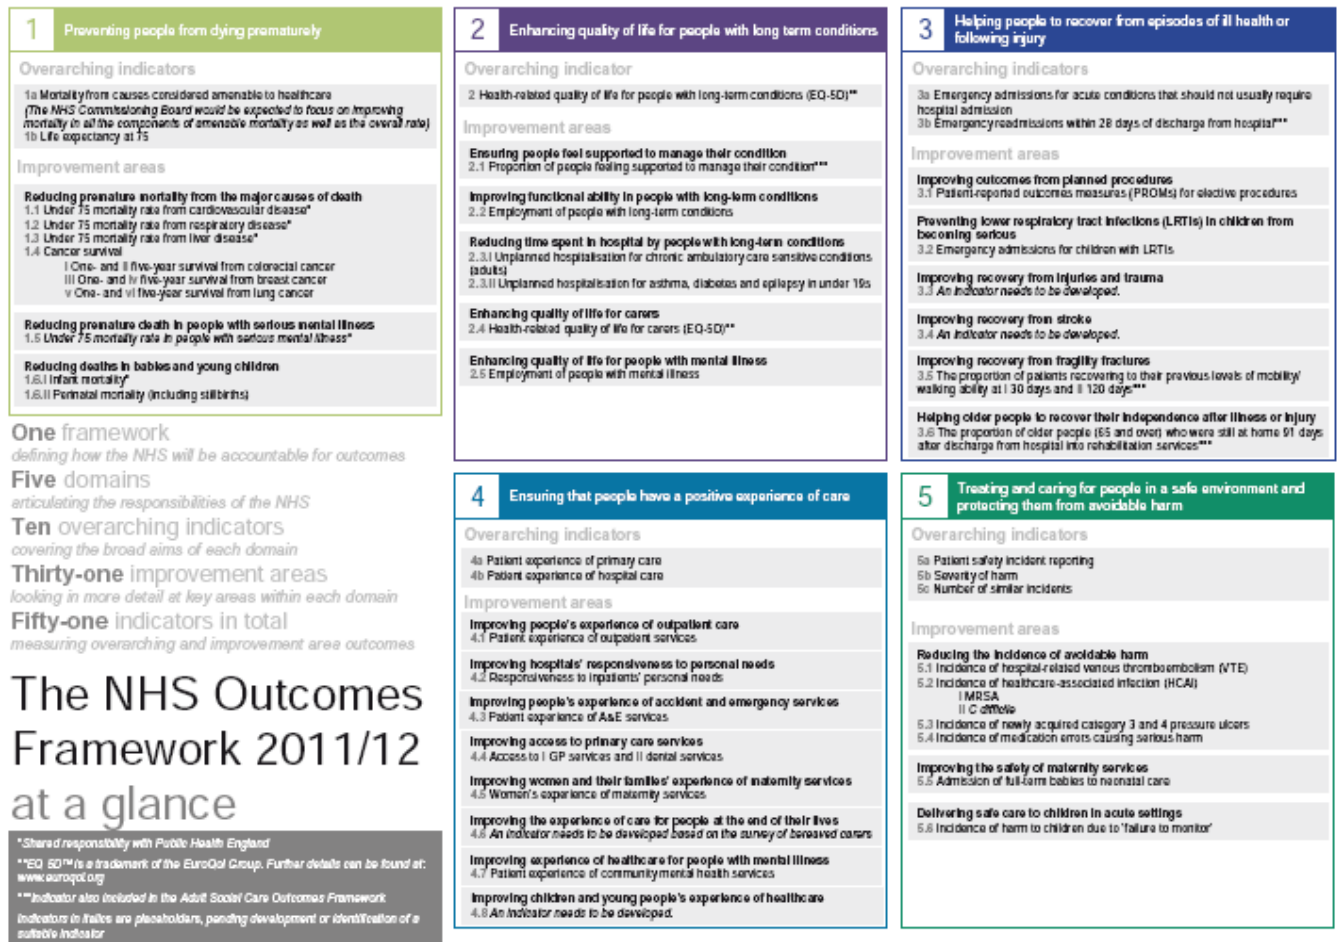 1 Preventing people from dying prematurely
Overarching indicators
1a Mortality from causes considered amenable to healthcare
(The NHS Commissioning Board would be expected to focus on improving
mortality in all the components of amenable mortality as well as the overall rate)
1b Life expectancy at 75
Improvement areas
Reducing premature mortality from the major causes of death
1.1 Under 75 mortality rate from cardiovascular disease*
1.2 Under 75 mortality rate from respiratory disease*
1.3 Under 75 mortality rate from liver disease*
1.4 Cancer survival
i One- and ii five-year survival from colorectal cancer
iii One- and iv five-year survival from breast cancer
v One- and vi five-year survival from lung cancer
Reducing premature death in people with serious mental illness
1.5 Under 75 mortality rate in people with serious mental illness*
Reducing deaths in babies and young children
1.6.i Infant mortality*
1.6.ii Perinatal mortality (including stillbirths)
One framework
defining how the NHS will be accountable for outcomes
Five domains
articulating the responsibilities of the NHS
Ten overarching indicators
covering the broad aims of each domain
Thirty-one improvement areas
looking in more detail at key areas within each domain
Fifty-one indicators in total
measuring overarching and improvement area outcomes
The NHS Outcomes
Framework 2011/12
at a glance
*Shared responsibility with Public Health England
**EQ 5D™ is a trademark of the EuroQol Group. Further details can be found at:
www.euroqol.org
***Indicator also included in the Adult Social Care Outcomes Framework
Indicators in italics are placeholders, pending development or identification of a
suitable indicator
2 Enhancing quality of life for people with long term conditions
Overarching indicator
2 Health-related quality of life for people with long-term conditions (EQ-5D)**
Improvement areas
Ensuring people feel supported to manage their condition
2.1 Proportion of people feeling supported to manage their condition***
Improving functional ability in people with long-term conditions
2.2 Employment of people with long-term conditions
Reducing time spent in hospital by people with long-term conditions
2.3.i Unplanned hospitalisation for chronic ambulatory care sensitive conditions
(adults)
2.3.ii Unplanned hospitalisation for asthma, diabetes and epilepsy in under 19s
Enhancing quality of life for carers
2.4 Health-related quality of life for carers (EQ-5D)**
Enhancing quality of life for people with mental illness
2.5 Employment of people with mental illness
3 Helping people to recover from episodes of ill health or
following injury
Overarching indicators
3a Emergency admissions for acute conditions that should not usually require
hospital admission
3b Emergency readmissions within 28 days of discharge from hospital***
Improvement areas
Improving outcomes from planned procedures
3.1 Patient-reported outcomes measures (PROMs) for elective procedures
Preventing lower respiratory tract infections (LRTIs) in children from
becoming serious
3.2 Emergency admissions for children with LRTIs
Improving recovery from injuries and trauma
3.3 An indicator needs to be developed.
Improving recovery from stroke
3.4 An indicator needs to be developed.
Improving recovery from fragility fractures
3.5 The proportion of patients recovering to their previous levels of mobility/
walking ability at i 30 days and ii 120 days***
Helping older people to recover their independence after illness or injury
3.6 The proportion of older people (65 and over) who were still at home 91 days
after discharge from hospital into rehabilitation services***
4 Ensuring that people have a positive experience of care
Overarching indicators
4a Patient experience of primary care
4b Patient experience of hospital care
Improvement areas
Improving people's experience of outpatient care
4.1 Patient experience of outpatient services
Improving hospitals' responsiveness to personal needs
4.2 Responsiveness to inpatients' personal needs
Improving people's experience of accident and emergency services
4.3 Patient experience of A&E services
Improving access to primary care services
4.4 Access to i GP services and ii dental services
Improving women and their families' experience of maternity services
4.5 Women's experience of maternity services
Improving the experience of care for people at the end of their lives
4.6 An indicator needs to be developed based on the survey of bereaved carers
Improving experience of healthcare for people with mental illness
4.7 Patient experience of community mental health services
Improving children and young people's experience of healthcare
4.8 An indicator needs to be developed.
5 Treating and caring for people in a safe environment and
protecting them from avoidable harm
Overarching indicators
5a Patient safety incident reporting
5b Severity of harm
5c Number of similar incidents
Improvement areas
Reducing the incidence of avoidable harm
5.1 Incidence of hospital-related venous thromboembolism (VTE)
5.2 Incidence of healthcare-associated infection (HCAI)
i MRSA
ii C difficile
5.3 Incidence of newly acquired category 3 and 4 pressure ulcers
5.4 Incidence of medication errors causing serious harm
Improving the safety of maternity services
5.5 Admission of full-term babies to neonatal care
Delivering safe care to children in acute settings
5.6 Incidence of harm to children due to 'failure to monitor'